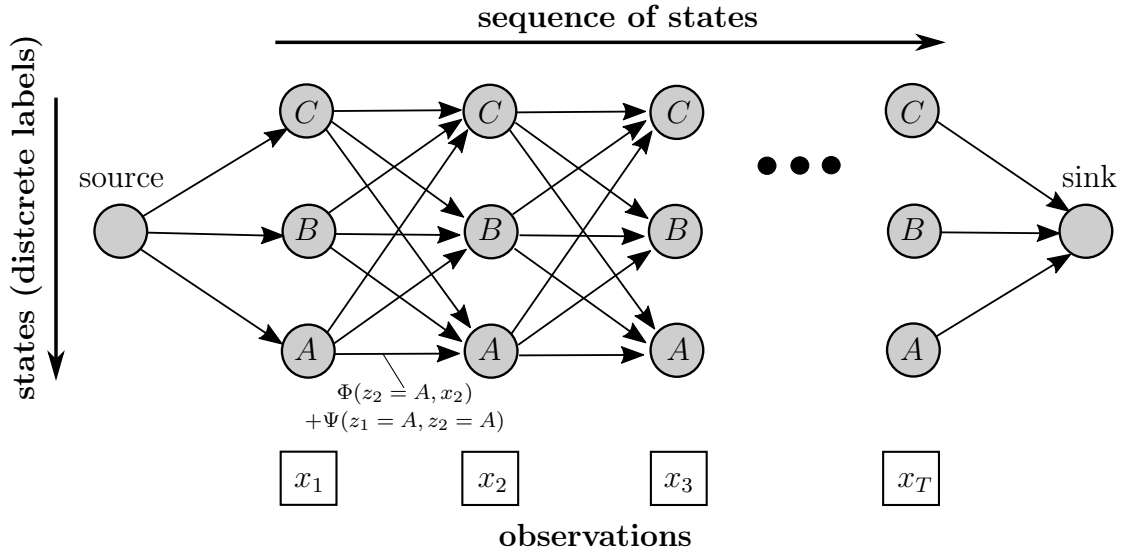 sequence of states
states (distcrete labels)
source
sink
C C C C
B B B B
A A A A
Φ(z₂ = A, x₂)
+Ψ(z₁ = A, z₂ = A)
x₁ x₂ x₃ x_T
observations